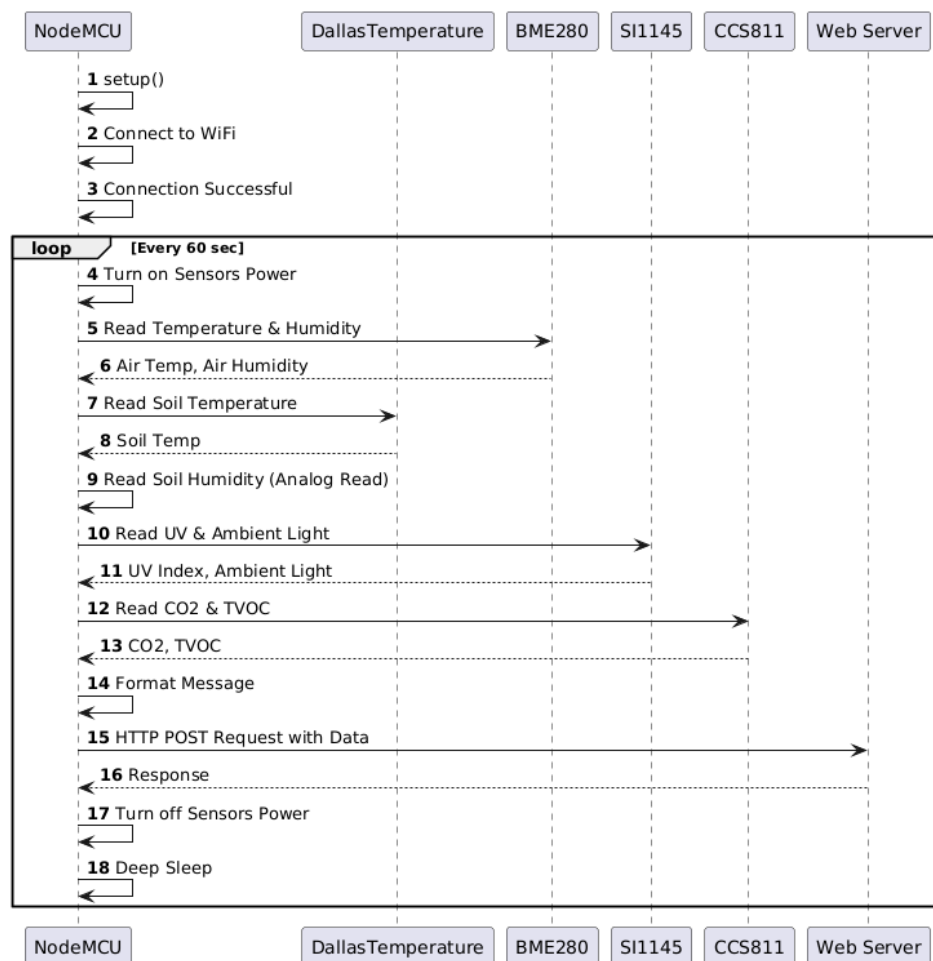 NodeMCU DallasTemperature BME280 SI1145 CCS811 Web Server
1 setup()
2 Connect to WiFi
3 Connection Successful
loop [Every 60 sec]
4 Turn on Sensors Power
5 Read Temperature & Humidity
6 Air Temp, Air Humidity
7 Read Soil Temperature
8 Soil Temp
9 Read Soil Humidity (Analog Read)
10 Read UV & Ambient Light
11 UV Index, Ambient Light
12 Read CO2 & TVOC
13 CO2, TVOC
14 Format Message
15 HTTP POST Request with Data
16 Response
17 Turn off Sensors Power
18 Deep Sleep
NodeMCU DallasTemperature BME280 SI1145 CCS811 Web Server